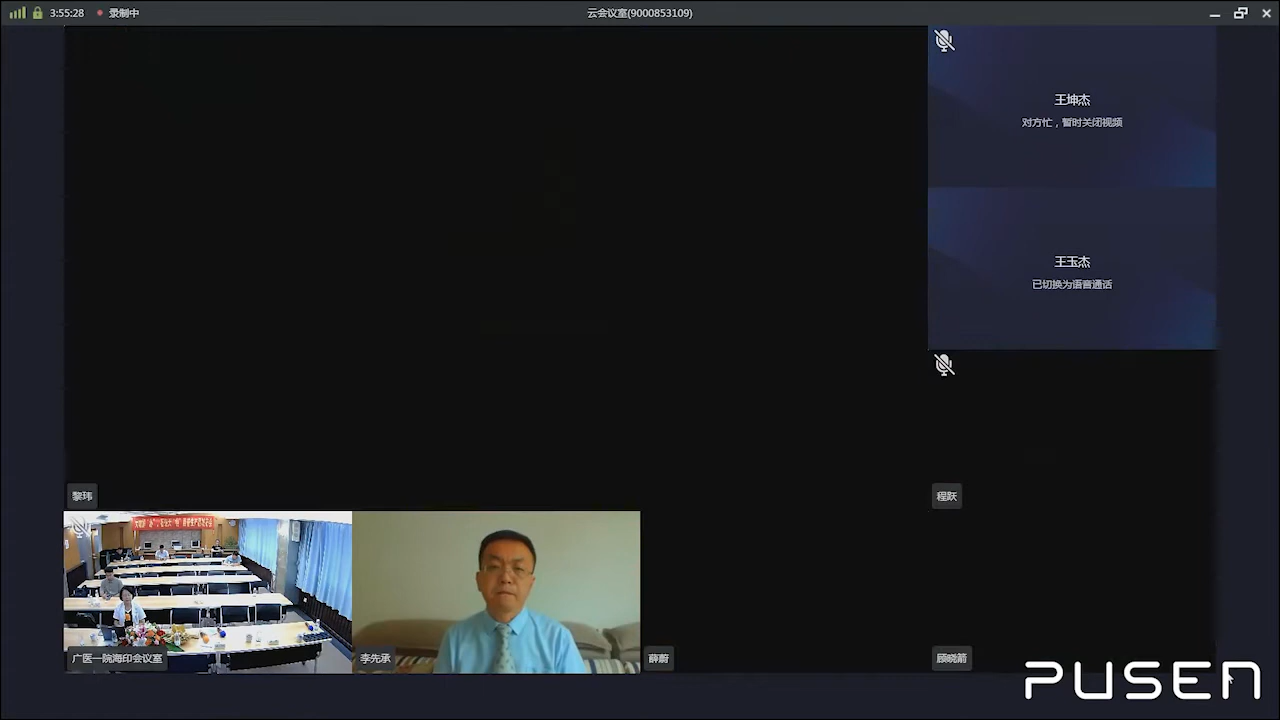 3:55:28
录制中
云会议室(9000853109)
王坤杰
对方忙，暂时关闭视频
王玉杰
已切换为语音通话
黎玮
程跃
广医一院海印会议室
李先承
薛蔚
顾晓箭
PUSEN